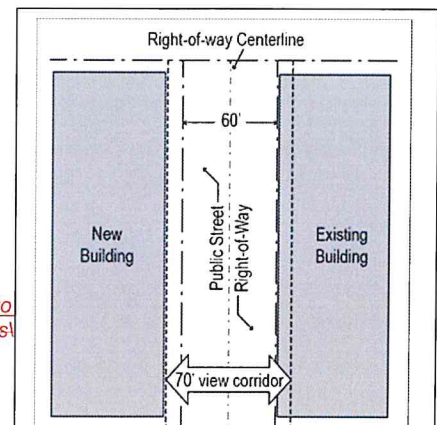 Right-of-way Centerline
60'
Public Street
Right-of-Way
New
Building
Existing
Building
70' view corridor